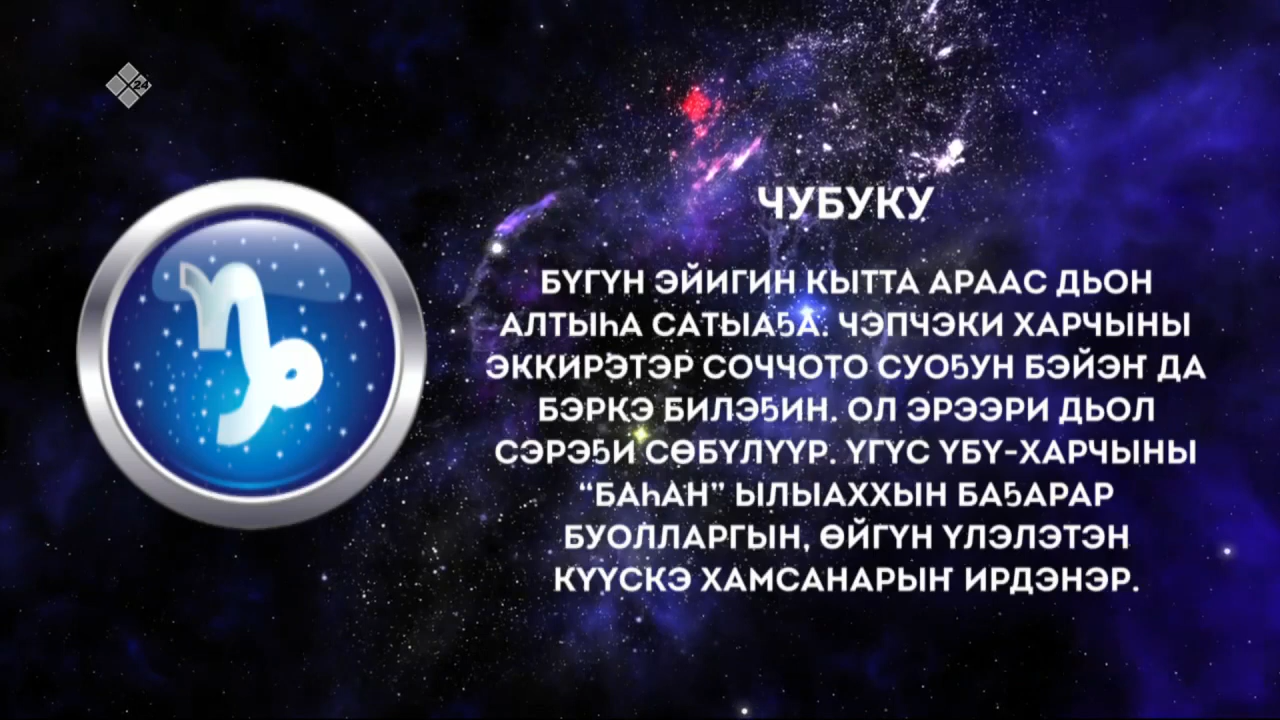 Х24
ЧУБУКУ
БҮГҮН ЭЙИГИН КЫТТА АРААС ДЬОН
АЛТЫҺА САТЫАҔА. ЧЭПЧЭКИ ХАРЧЫНЫ
ЭККИРЭТЭР СОЧЧОТО СУОҔУН БЭЙЭҤ ДА
БЭРКЭ БИЛЭҔИН. ОЛ ЭРЭЭРИ ДЬОЛ
СЭРЭҔИ СӨБҮЛҮҮР. ҮГҮС ҮБҮ-ХАРЧЫНЫ
“БАҺАН” ЫЛЫАХХЫН БАҔАРАР
БУОЛЛАРГЫН, ӨЙГҮН ҮЛЭЛЭТЭН
КҮҮСКЭ ХАМСАНАРЫҤ ИРДЭНЭР.